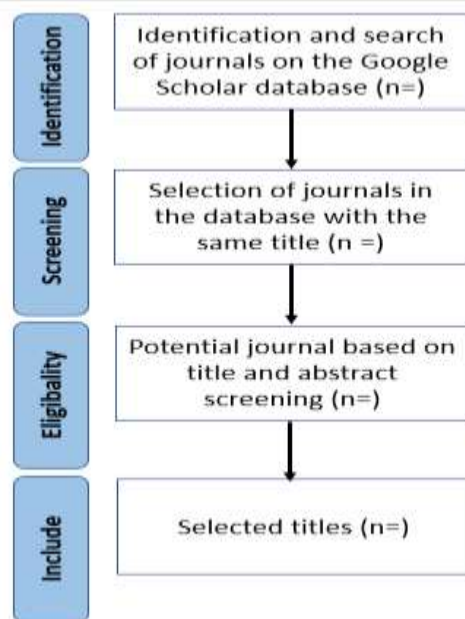 Identification
Identification and search
of journals on the Google
Scholar database (n=)
Screening
Selection of journals in
the database with the
same title (n =)
Eligibality
Potential journal based on
title and abstract
screening (n=)
Include
Selected titles (n=)